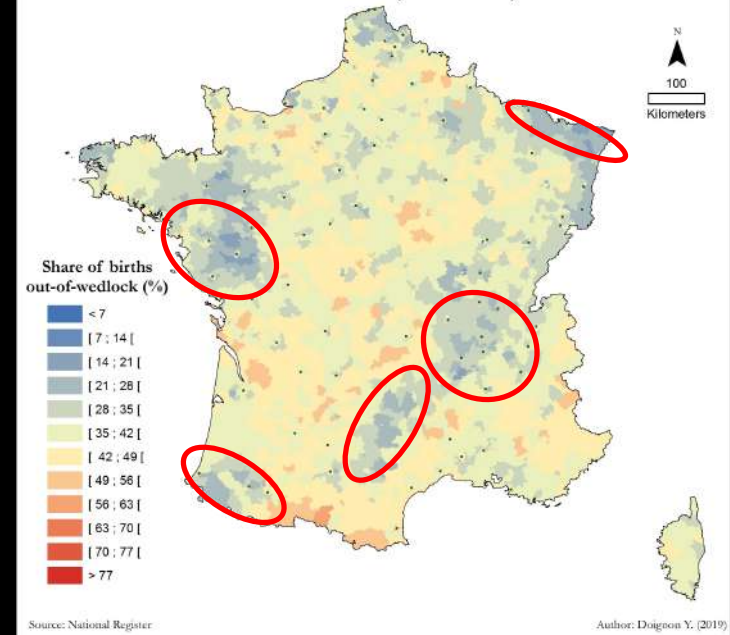 N
100
Kilometers
Share of births
out-of-wedlock (%)
< 7
[ 7 ; 14 [
[ 14 ; 21 [
[ 21 ; 28 [
[ 28 ; 35 [
[ 35 ; 42 [
[ 42 ; 49 [
[ 49 ; 56 [
[ 56 ; 63 [
[ 63 ; 70 [
[ 70 ; 77 [
> 77
Source: National Register
Author: Doignon Y. (2019)